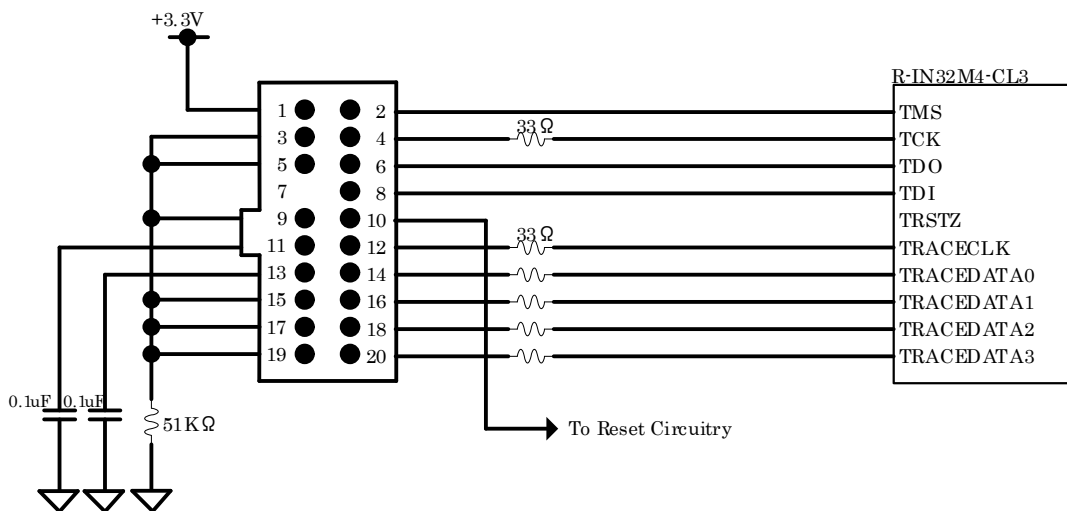 +3.3V
R-IN32M4-CL3
1 2 TMS
3 4 33Ω TCK
5 6 TDO
7 8 TDI
9 10 TRSTZ
11 12 33Ω TRACECLK
13 14 TRACEDATA0
15 16 TRACEDATA1
17 18 TRACEDATA2
19 20 TRACEDATA3
0.1uF 0.1uF 51KΩ
To Reset Circuitry